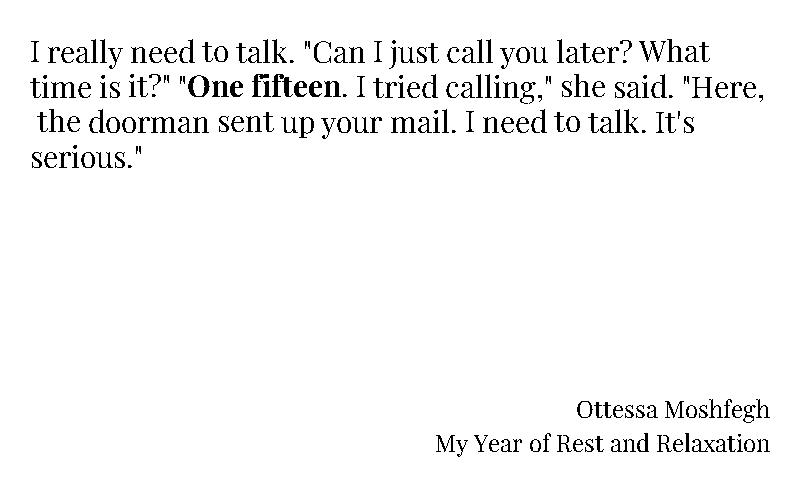 I really need to talk. "Can I just call you later? What
time is it?" "One fifteen. I tried calling," she said. "Here,
the doorman sent up your mail. I need to talk. It's
serious."
Ottessa Moshfegh
My Year of Rest and Relaxation